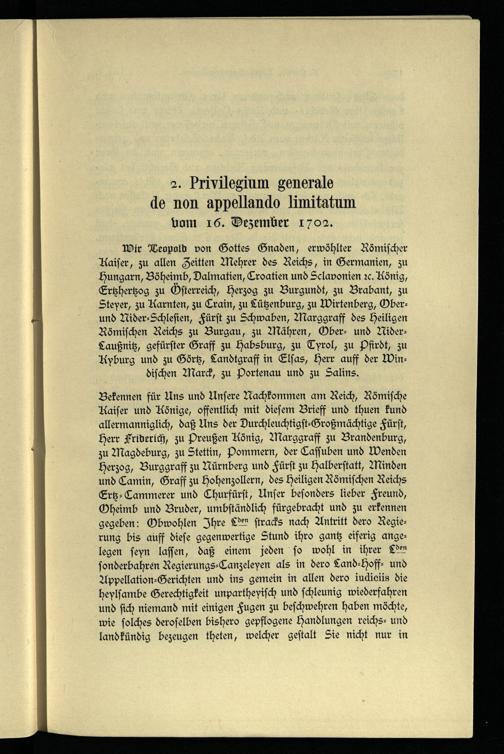 2. Privilegium generale
de non appellando limitatum
vom 16. Dezember 1702.
Wir Leopold von Gottes Gnaden, erwöhlter Römischer
Kaiser, zu allen Zeitten Mehrer des Reichs, in Germanien, zu
Hungarn, Böheimb, Dalmatien, Croatien und Sclavonien ꝛc. König,
Ertzhertzog zu Österreich, Herzog zu Burgundt, zu Brabant, zu
Steyer, zu Karnten, zu Crain, zu Lützenburg, zu Wirtenberg, Ober-
und Nider-Schlesien, Fürst zu Schwaben, Marggraff des Heiligen
Römischen Reichs zu Burgau, zu Mähren, Ober- und Nider-
Laußnitz, gefürster Graff zu Habsburg, zu Tyrol, zu Pfirdt, zu
Kyburg und zu Görtz, Landtgraff in Elsas, Herr auff der Win-
dischen Marck, zu Portenau und zu Salins.
Bekennen für Uns und Unsere Nachkommen am Reich, Römische
Kaiser und Könige, offentlich mit diesem Brieff und thuen kund
allermanniglich, daß Uns der Durchleuchtigst-Großmächtige Fürst,
Herr Friderich, zu Preußen König, Marggraff zu Brandenburg,
zu Magdeburg, zu Stettin, Pommern, der Cassuben und Wenden
Herzog, Burggraff zu Nürnberg und Fürst zu Halberstatt, Minden
und Camin, Graff zu Hohenzollern, des Heiligen Römischen Reichs
Ertz-Cammerer und Churfürst, Unser besonders lieber Freund,
Oheimb und Bruder, umbständlich fürgebracht und zu erkennen
gegeben: Obwohlen Ihre Lden stracks nach Antritt dero Regie-
rung bis auff diese gegenwertige Stund ihro gantz eiferig ange-
legen seyn lassen, daß einem jeden so wohl in ihrer Lden
sonderbahren Regierungs-Canzeleyen als in dero Land-Hoff- und
Appellation-Gerichten und ins gemein in allen dero iudiciis die
heylsambe Gerechtigkeit unpartheyisch und schleunig wiederfahren
und sich niemand mit einigen Fugen zu beschwehren haben möchte,
wie solches deroselben bishero gepflogene Handlungen reichs- und
landkündig bezeugen theten, welcher gestalt Sie nicht nur in